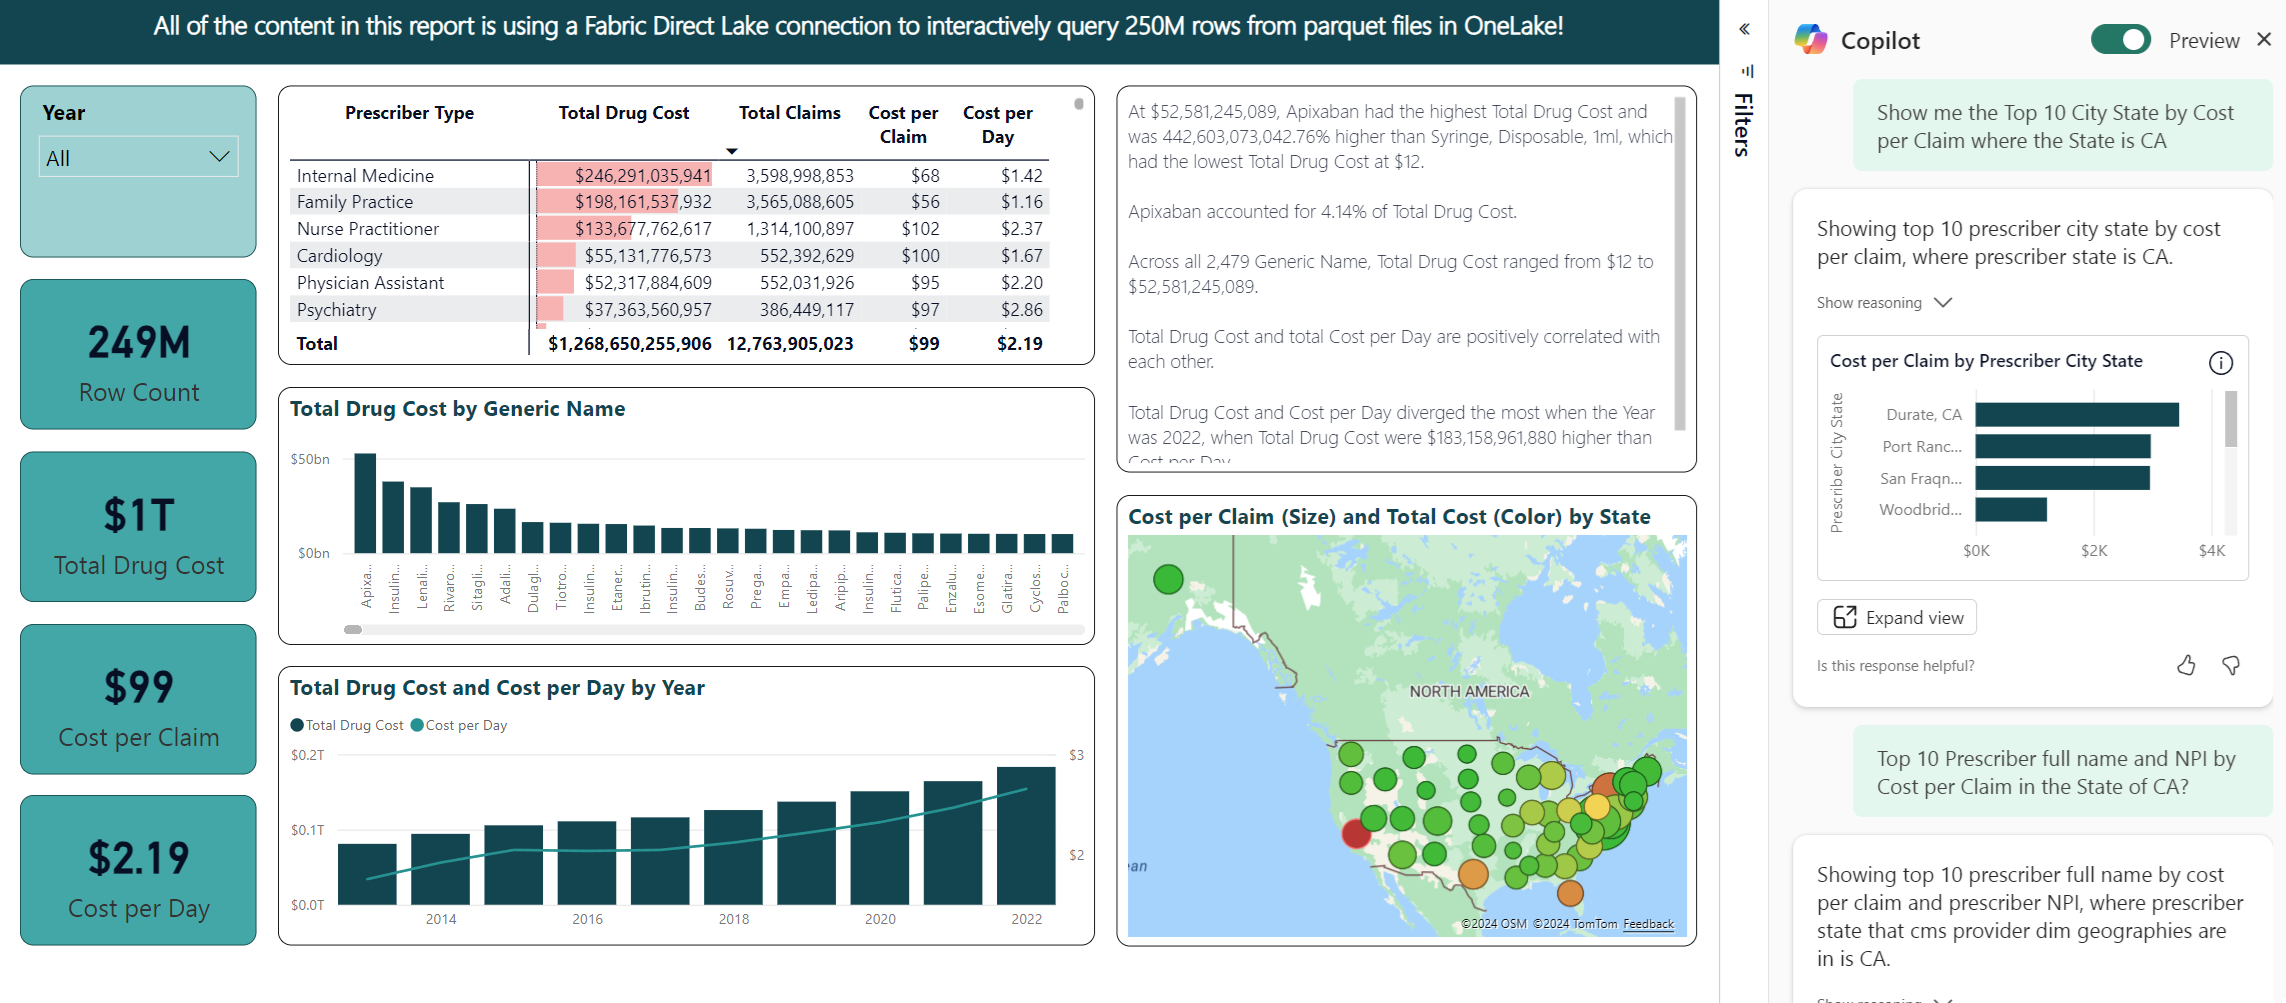 All of the content in this report is using a Fabric Direct Lake connection to interactively query 250M rows from parquet files in OneLake!
Year
All
249M
Row Count
$1T
Total Drug Cost
$99
Cost per Claim
$2.19
Cost per Day
Prescriber Type Total Drug Cost Total Claims Cost per Claim Cost per Day
Internal Medicine $246,291,035,941 3,598,998,853 $68 $1.42
Family Practice $198,161,537,932 3,565,088,605 $56 $1.16
Nurse Practitioner $133,677,762,617 1,314,100,897 $102 $2.37
Cardiology $55,131,776,573 552,392,629 $100 $1.67
Physician Assistant $52,317,884,609 552,031,926 $95 $2.20
Psychiatry $37,363,560,957 386,449,117 $97 $2.86
Total $1,268,650,255,906 12,763,905,023 $99 $2.19
Total Drug Cost by Generic Name
$50bn
$0bn
Apixa...
Insulin...
Lenali...
Rivaro...
Sitagli...
Adali...
Dulagl...
Tiotro...
Insulin...
Etaner...
Ibrutin...
Insulin...
Budes...
Rosuv...
Prega...
Empa...
Ledipa...
Aripip...
Insulin...
Flutica...
Palipe...
Enzalu...
Esome...
Glatira...
Cyclos...
Palboc...
Total Drug Cost and Cost per Day by Year
Total Drug Cost Cost per Day
$0.2T
$0.1T
$0.0T
$3
$2
2014 2016 2018 2020 2022
At $52,581,245,089, Apixaban had the highest Total Drug Cost and
was 442,603,073,042.76% higher than Syringe, Disposable, 1ml, which
had the lowest Total Drug Cost at $12.
Apixaban accounted for 4.14% of Total Drug Cost.
Across all 2,479 Generic Name, Total Drug Cost ranged from $12 to
$52,581,245,089.
Total Drug Cost and total Cost per Day are positively correlated with
each other.
Total Drug Cost and Cost per Day diverged the most when the Year
was 2022, when Total Drug Cost were $183,158,961,880 higher than
Cost per Day
Cost per Claim (Size) and Total Cost (Color) by State
NORTH AMERICA
ean
©2024 OSM ©2024 TomTom Feedback
Filters
Copilot
Preview
Show me the Top 10 City State by Cost
per Claim where the State is CA
Showing top 10 prescriber city state by cost
per claim, where prescriber state is CA.
Show reasoning
Cost per Claim by Prescriber City State
Prescriber City State
Durate, CA
Port Ranc...
San Fraqn...
Woodbrid...
$0K $2K $4K
Expand view
Is this response helpful?
Top 10 Prescriber full name and NPI by
Cost per Claim in the State of CA?
Showing top 10 prescriber full name by cost
per claim and prescriber NPI, where prescriber
state that cms provider dim geographies are
in is CA.
Show reasoning